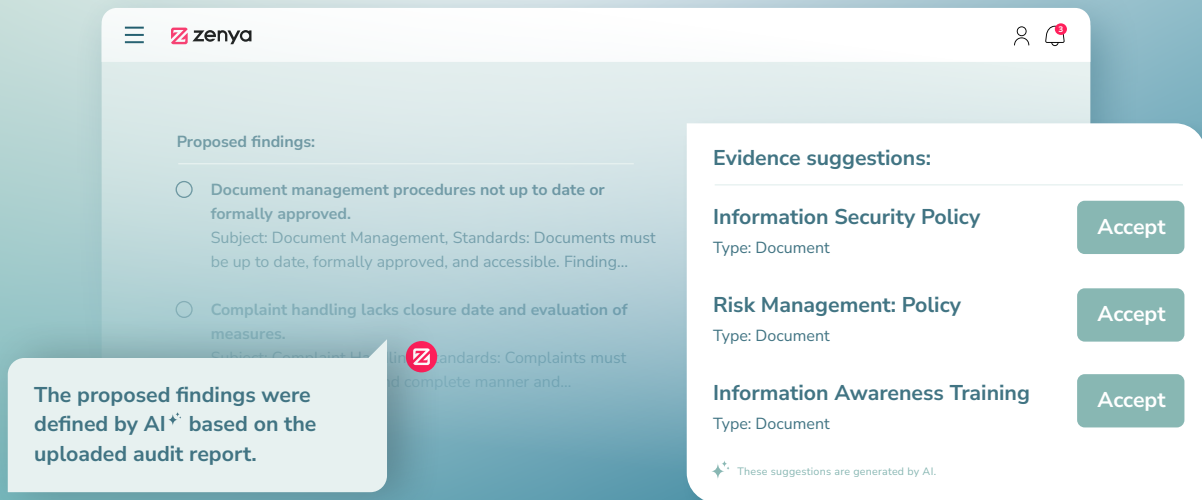 zenya
3
Proposed findings:
Document management procedures not up to date or
formally approved.
Subject: Document Management, Standards: Documents must
be up to date, formally approved, and accessible. Finding...
Complaint handling lacks closure date and evaluation of
measures.
Subject: Complaint Complaints must
complete manner and...
The proposed findings were
defined by AI based on the
uploaded audit report.
Evidence suggestions:
Information Security Policy
Type: Document
Accept
Risk Management: Policy
Type: Document
Accept
Information Awareness Training
Type: Document
Accept
These suggestions are generated by AI.